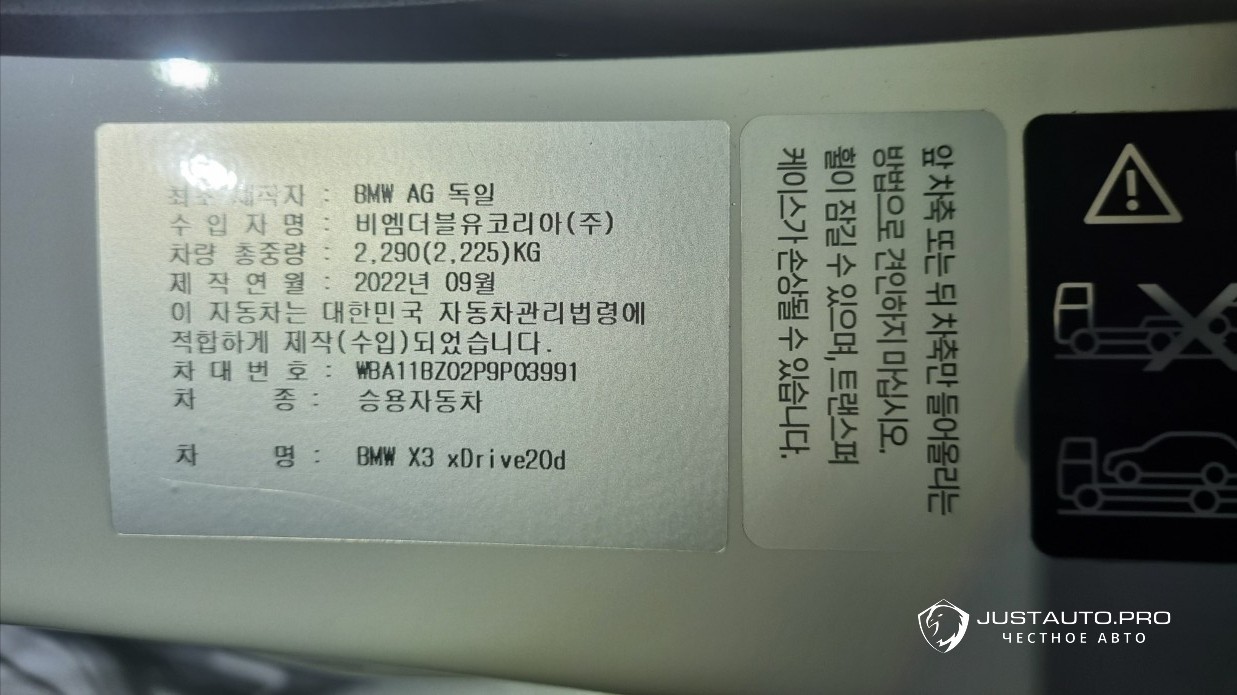 최초 제작자 : BMW AG 독일
수 입 자 명 : 비엠더블유코리아(주)
차량 총중량 : 2,290(2,225)KG
제 작 연 월 : 2022년 09월
이 자동차는 대한민국 자동차관리법령에
적합하게 제작(수입)되었습니다.
차 대 번 호 : WBA11BZ02P9P03991
차 종 : 승용자동차
차 명 : BMW X3 xDrive20d
앞 차축 또는 뒤 차축만 들어올리는
방법으로 견인하지 마십시오.
휠이 잠길 수 있으며, 트랜스퍼
케이스가 손상될 수 있습니다.
JUSTAUTO.PRO
ЧЕСТНОЕ АВТО